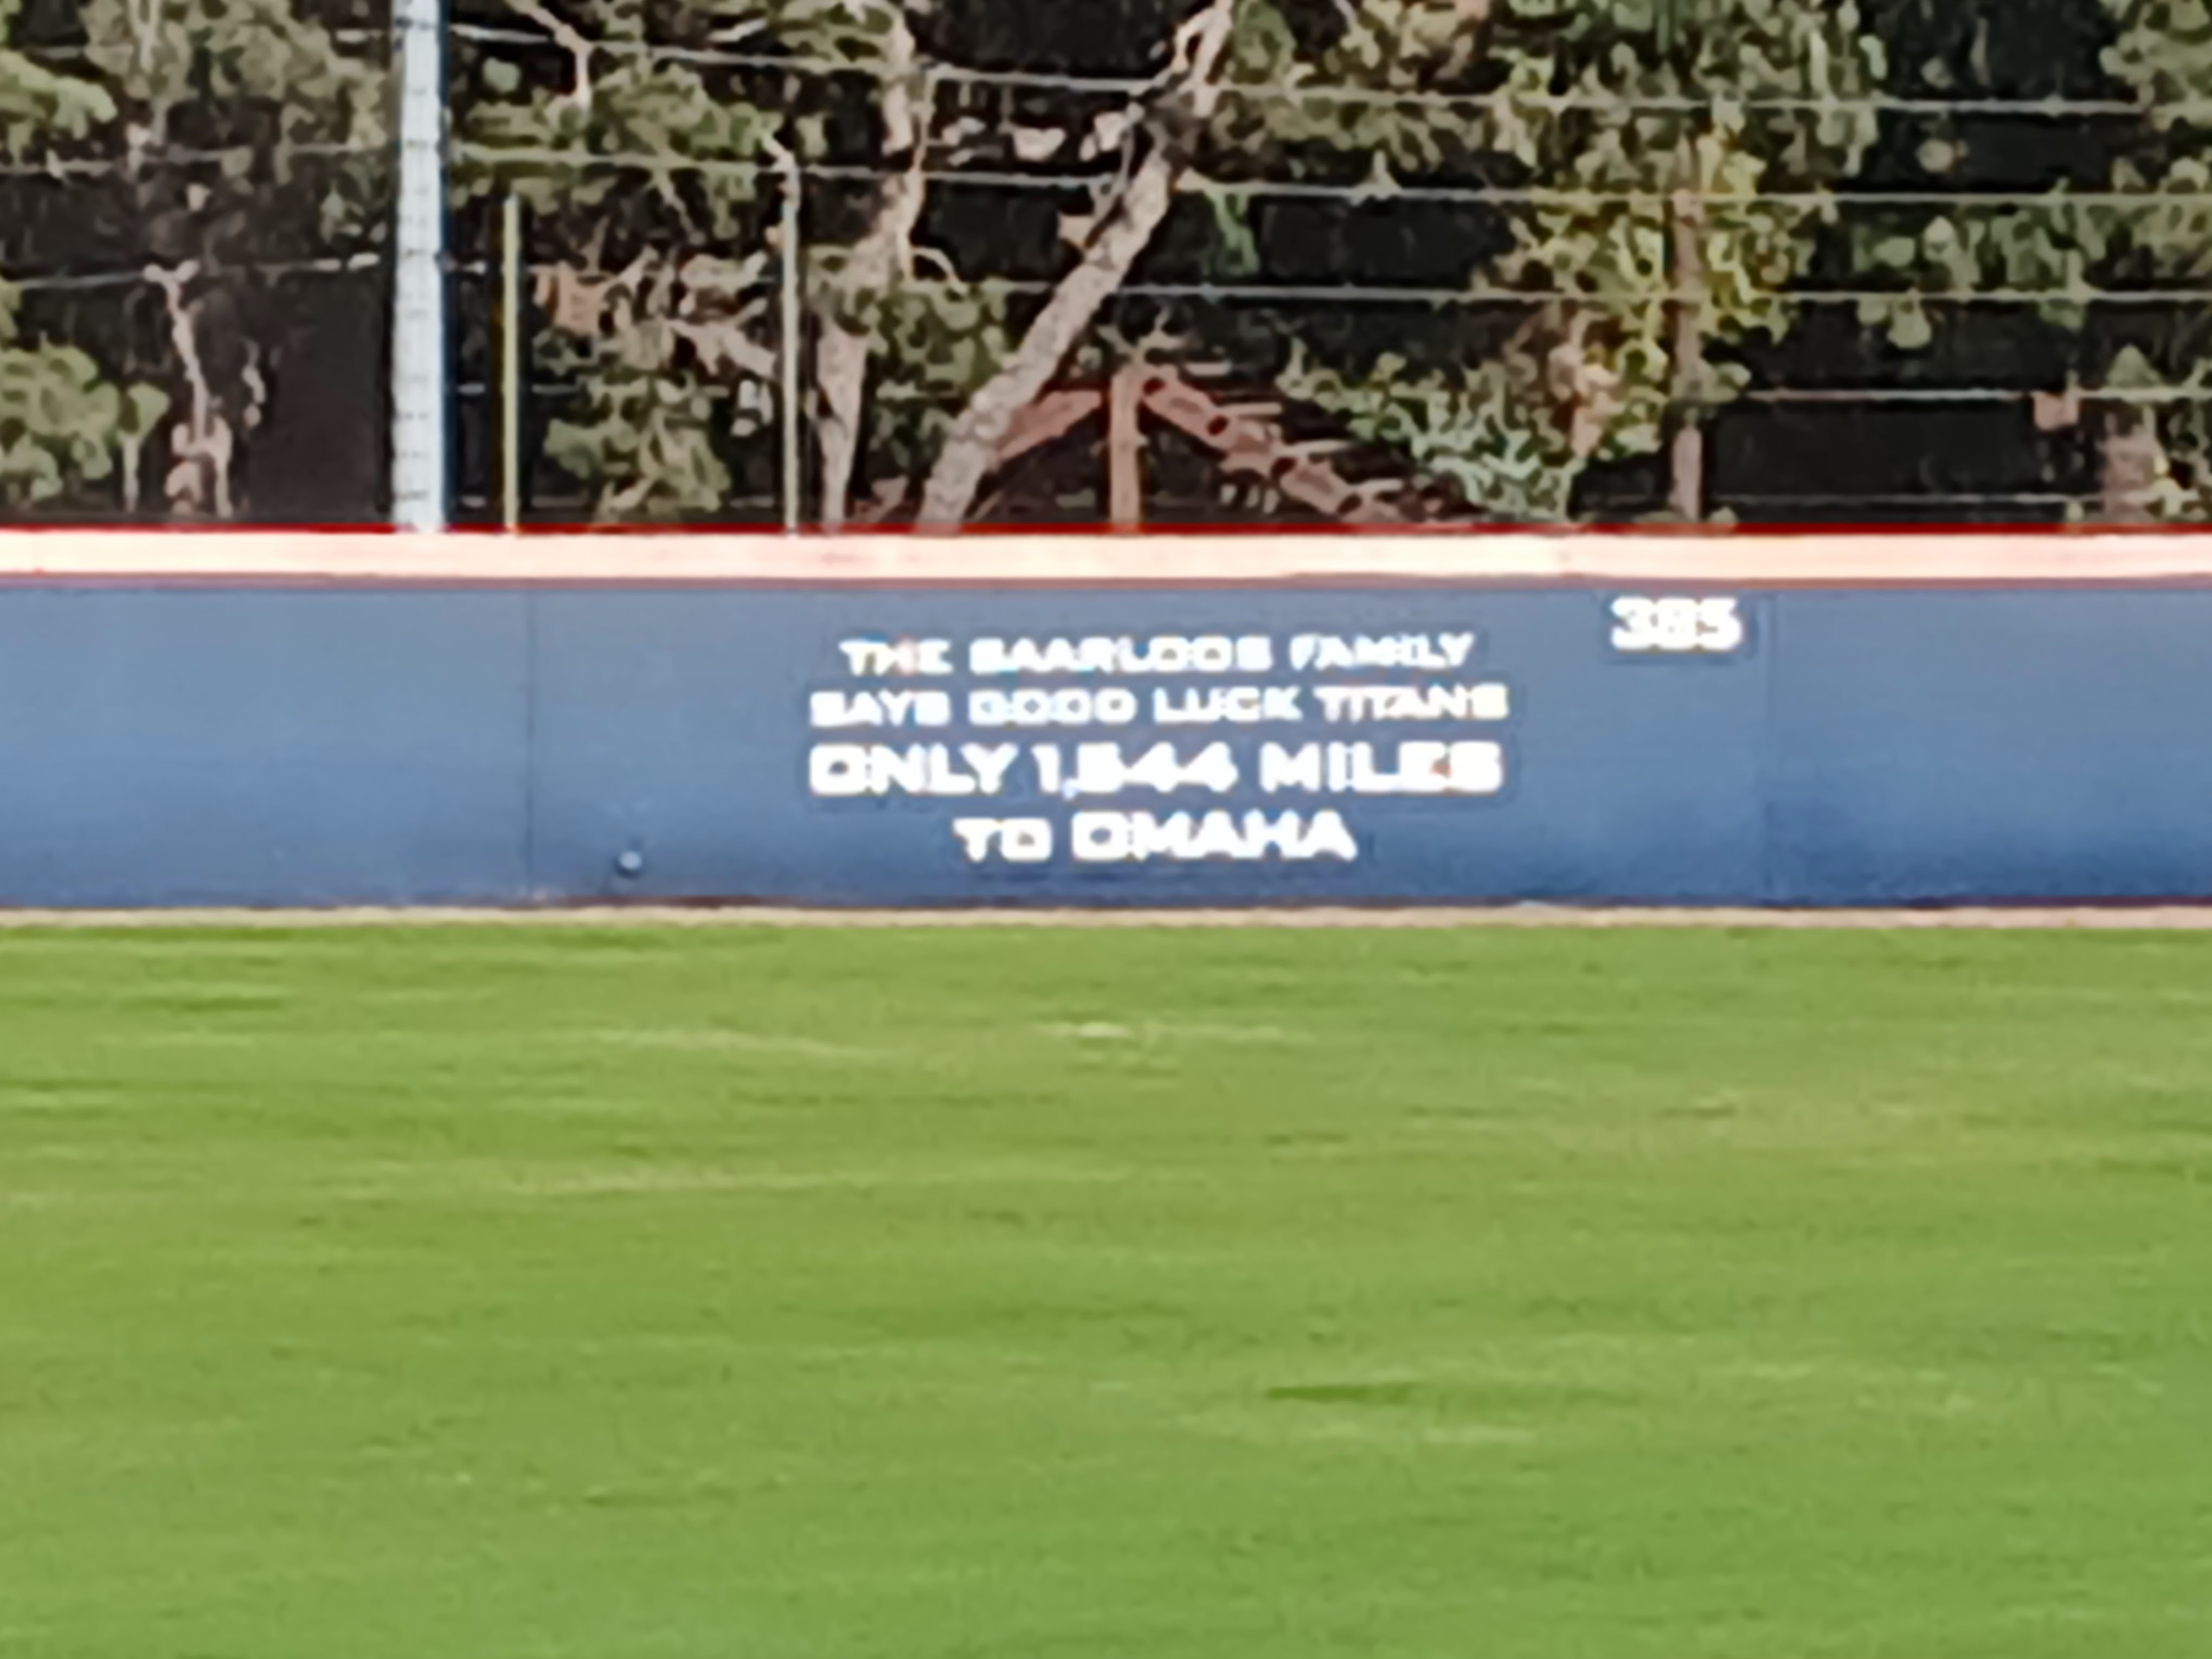 385
THE SAARLOOS FAMILY
SAYS GOOD LUCK TITANS
ONLY 1,544 MILES
TO OMAHA